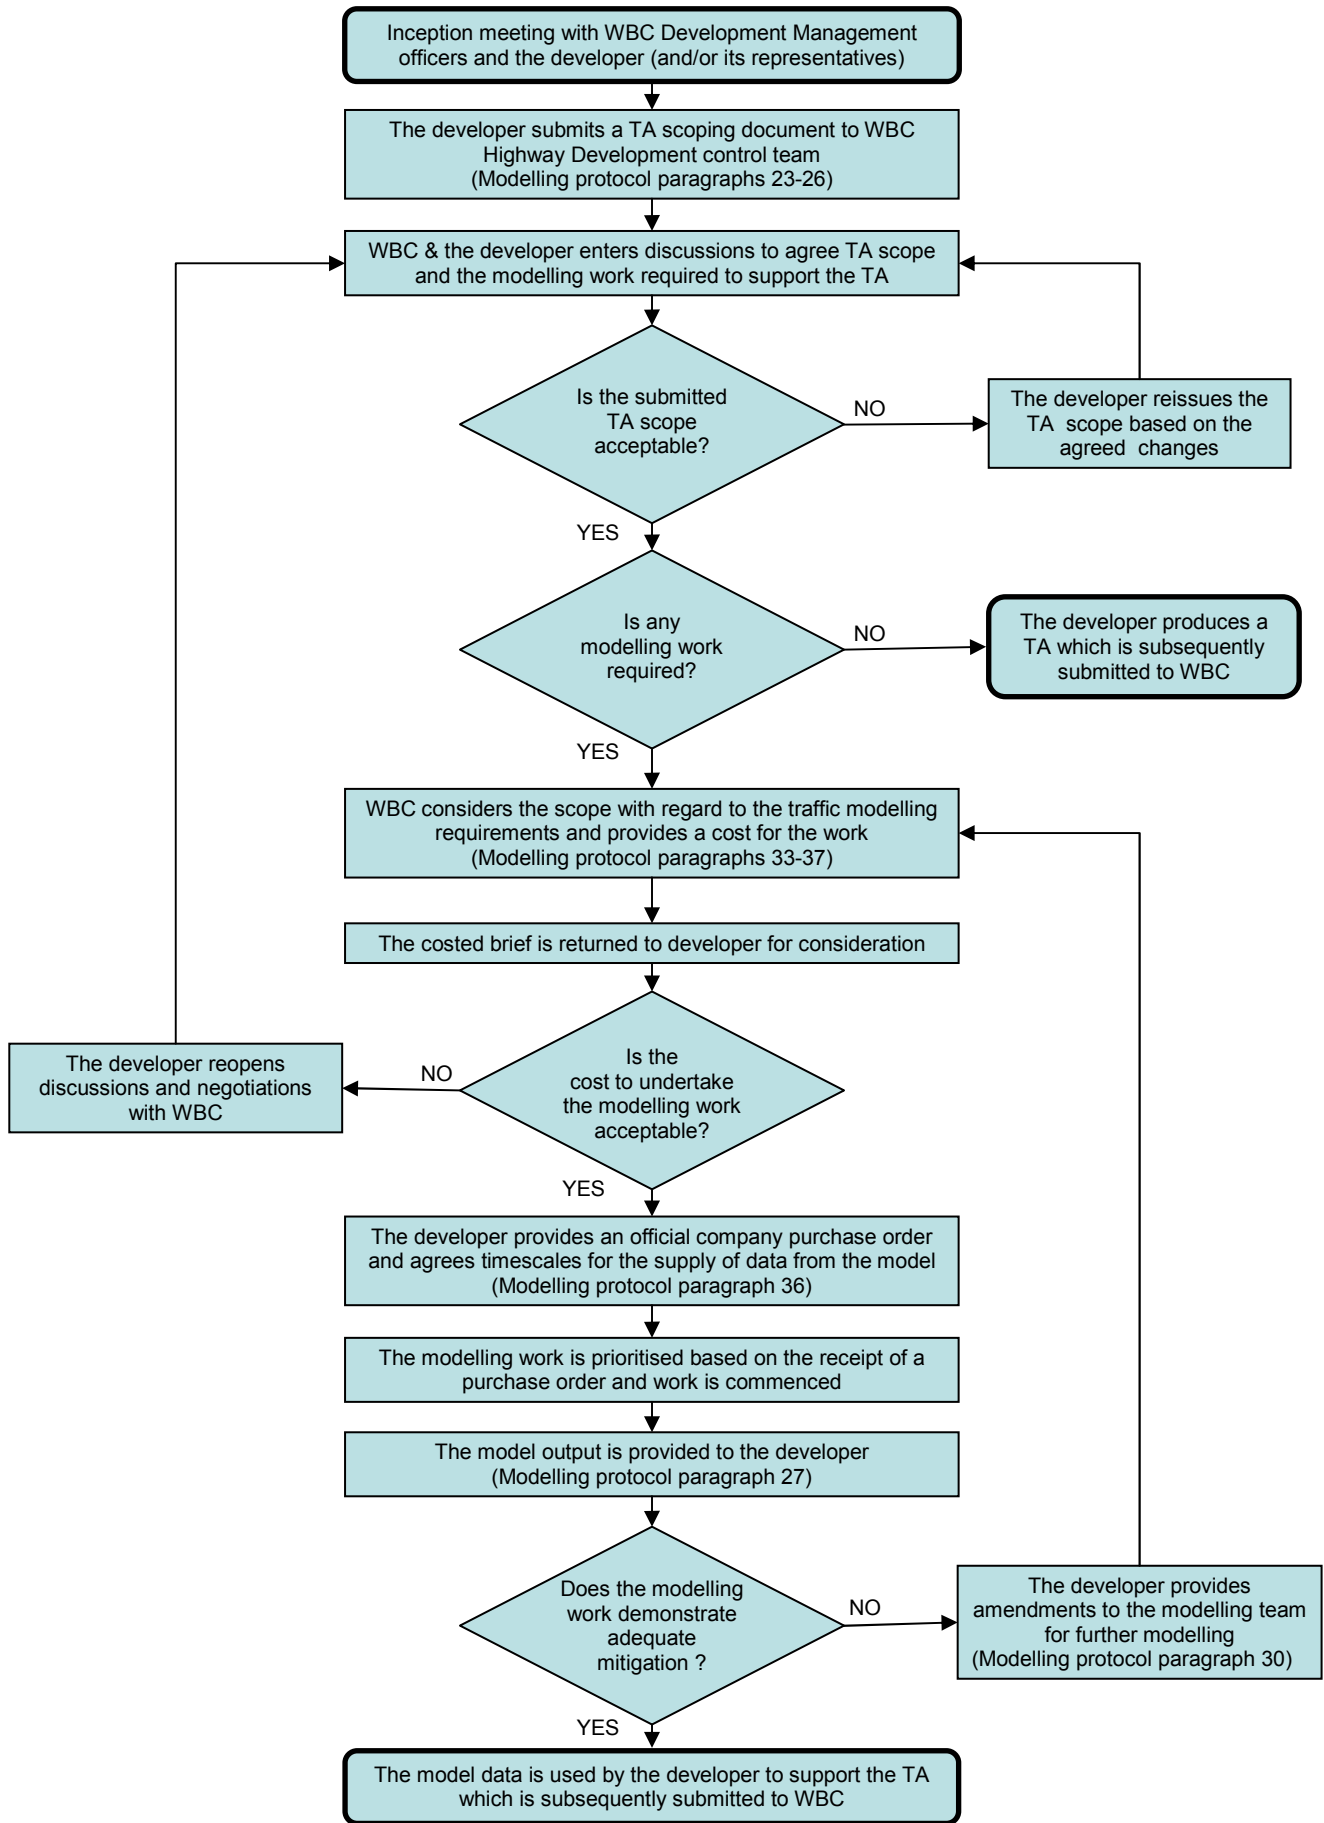 Inception meeting with WBC Development Management
officers and the developer (and/or its representatives)
The developer submits a TA scoping document to WBC
Highway Development control team
(Modelling protocol paragraphs 23-26)
WBC & the developer enters discussions to agree TA scope
and the modelling work required to support the TA
Is the submitted
TA scope
acceptable?
NO
The developer reissues the
TA scope based on the
agreed changes
YES
Is any
modelling work
required?
NO
The developer produces a
TA which is subsequently
submitted to WBC
YES
WBC considers the scope with regard to the traffic modelling
requirements and provides a cost for the work
(Modelling protocol paragraphs 33-37)
The costed brief is returned to developer for consideration
Is the
cost to undertake
the modelling work
acceptable?
NO
The developer reopens
discussions and negotiations
with WBC
YES
The developer provides an official company purchase order
and agrees timescales for the supply of data from the model
(Modelling protocol paragraph 36)
The modelling work is prioritised based on the receipt of a
purchase order and work is commenced
The model output is provided to the developer
(Modelling protocol paragraph 27)
Does the modelling
work demonstrate
adequate
mitigation ?
NO
The developer provides
amendments to the modelling team
for further modelling
(Modelling protocol paragraph 30)
YES
The model data is used by the developer to support the TA
which is subsequently submitted to WBC